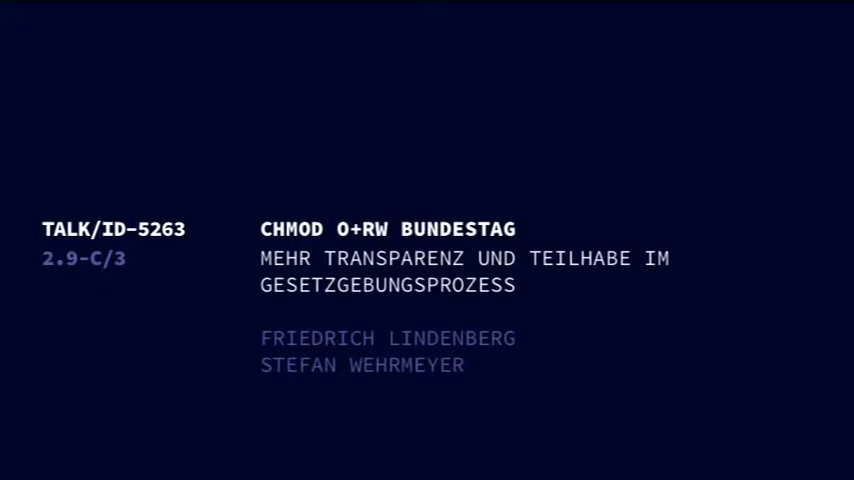 TALK/ID-5263
2.9-C/3
CHMOD O+RW BUNDESTAG
MEHR TRANSPARENZ UND TEILHABE IM
GESETZGEBUNGSPROZESS
FRIEDRICH LINDENBERG
STEFAN WEHRMEYER